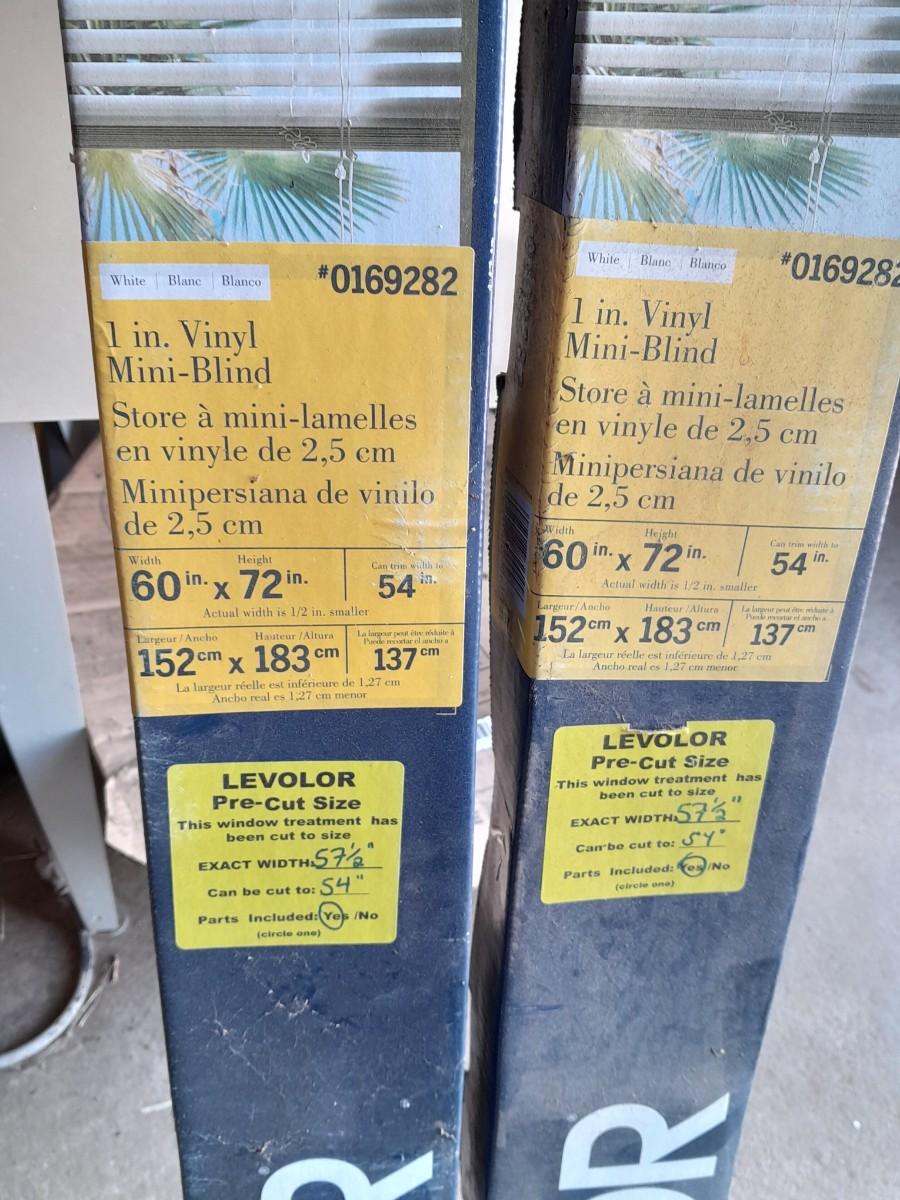 White | Blanc | Blanco
#0169282
1 in. Vinyl
Mini-Blind
Store à mini-lamelles
en vinyle de 2,5 cm
Minipersiana de vinilo
de 2,5 cm
Width Height Can trim width to
60 in. x 72 in. 54 in.
Actual width is 1/2 in. smaller
Largeur/Ancho Hauteur/Altura La largeur peut être réduite à
Puede recortar el ancho a
152 cm x 183 cm 137 cm
La largeur réelle est inférieure de 1,27 cm
Ancho real es 1,27 cm menor
LEVOLOR
Pre-Cut Size
This window treatment has
been cut to size
EXACT WIDTH: 57½"
Can be cut to: 54"
Parts Included: Yes /No
(circle one)
R
White | Blanc | Blanco
#0169282
1 in. Vinyl
Mini-Blind
Store à mini-lamelles
en vinyle de 2,5 cm
Minipersiana de vinilo
de 2,5 cm
Width Height Can trim width to
60 in. x 72 in. 54 in.
Actual width is 1/2 in. smaller
Largeur/Ancho Hauteur/Altura La largeur peut être réduite à
Puede recortar el ancho a
152 cm x 183 cm 137 cm
La largeur réelle est inférieure de 1,27 cm
Ancho real es 1,27 cm menor
LEVOLOR
Pre-Cut Size
This window treatment has
been cut to size
EXACT WIDTH: 57½"
Can be cut to: 54"
Parts Included: Yes/No
(circle one)
OR